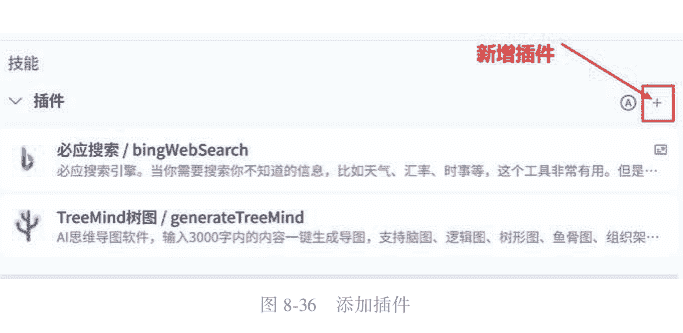 技能
新增插件
插件
A +
必应搜索 / bingWebSearch
必应搜索引擎。当你需要搜索你不知道的信息，比如天气、汇率、时事等，这个工具非常有用。但是…
TreeMind树图 / generateTreeMind
AI思维导图软件，输入3000字内的内容一键生成导图，支持脑图、逻辑图、树形图、鱼骨图、组织架…
图 8-36 添加插件